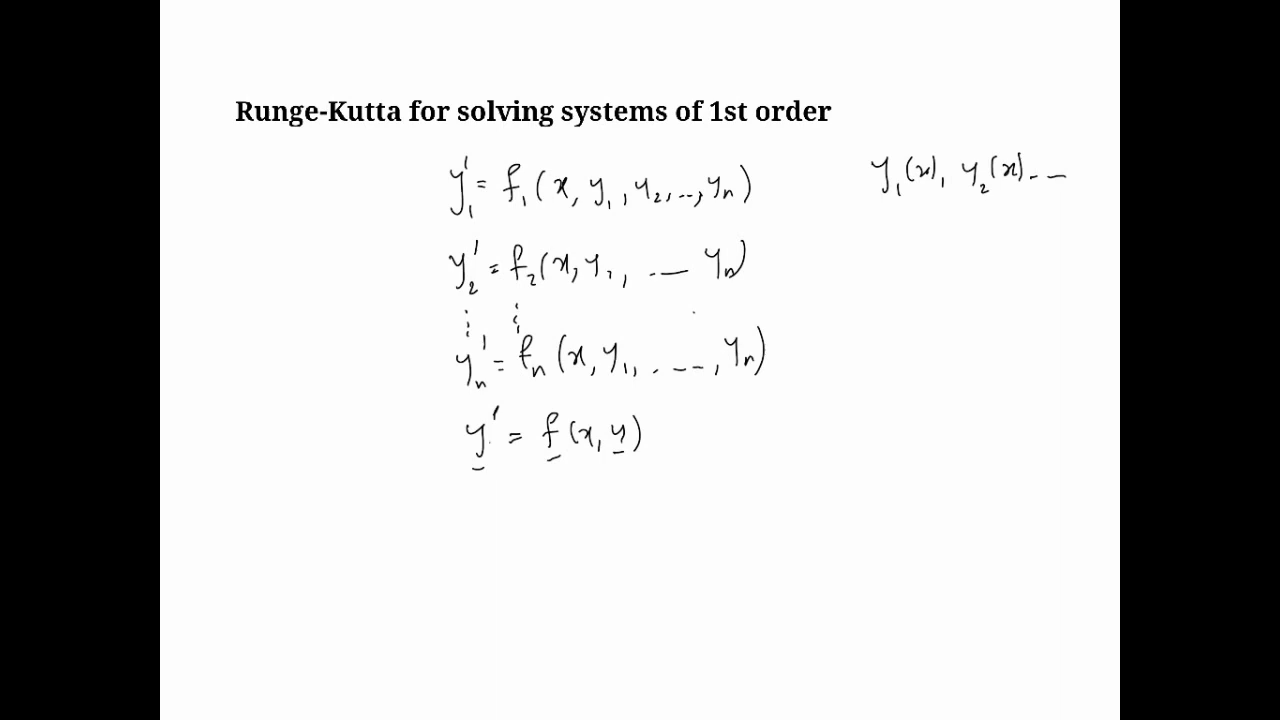 Runge-Kutta for solving systems of 1st order
y₁' = f₁(x, y₁, y₂, .., yₙ) y₁(x), y₂(x) - -
y₂' = f₂(x, y₁, . — yₙ)
⋮ ⋮
yₙ' = fₙ(x, y₁, . - - -, yₙ)
y̲' = f̲(x, y̲)